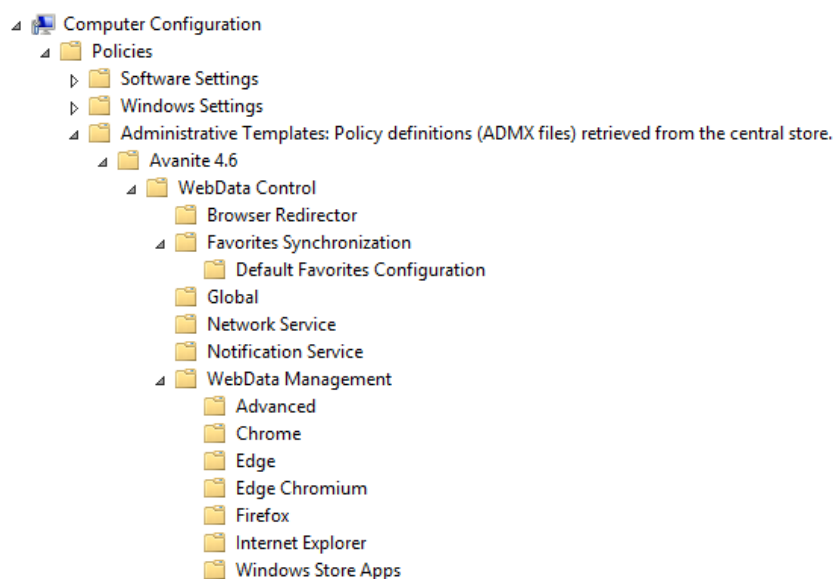 Computer Configuration
Policies
Software Settings
Windows Settings
Administrative Templates: Policy definitions (ADMX files) retrieved from the central store.
Avanite 4.6
WebData Control
Browser Redirector
Favorites Synchronization
Default Favorites Configuration
Global
Network Service
Notification Service
WebData Management
Advanced
Chrome
Edge
Edge Chromium
Firefox
Internet Explorer
Windows Store Apps